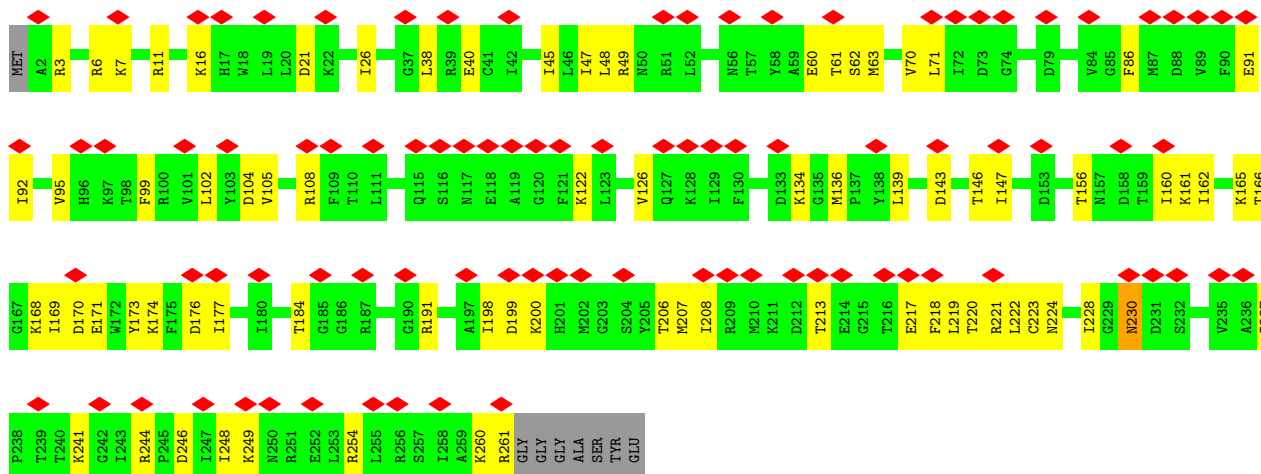 MET A2 R3 R6 K7 R11 K16 H17 W18 L19 L20 D21 K22 I26 G37 L38 R39 E40 C41 I42 I45 L46 I47 L48 R49 N50 R51 L52 N56 T57 Y58 A59 E60 T61 S62 M63 V70 L71 I72 D73 G74 D79 V84 G85 F86 M87 D88 V89 F90 E91
I92 V95 H96 K97 T98 F99 R100 V101 L102 Y103 D104 V105 R108 F109 T110 L111 Q115 S116 N117 E118 A119 G120 F121 K122 L123 V126 Q127 K128 I129 F130 D133 K134 G135 M136 P137 Y138 L139 D143 T146 I147 D153 T156 N157 D158 T159 I160 K161 I162 K165 T166
G167 K168 I169 D170 E171 W172 Y173 K174 F175 D176 I177 I180 T184 G185 G186 R187 G190 R191 A197 I198 D199 K200 H201 M202 G203 S204 Y205 T206 M207 I208 R209 M210 K211 D212 T213 E214 G215 T216 E217 F218 L219 T220 R221 L222 C223 N224 I228 G229 N230 D231 S232 V235 A236
P238 T239 T240 K241 G242 I243 R244 P245 D246 I247 I248 K249 N250 R251 E252 L253 R254 L255 R256 S257 I258 A259 K260 R261 GLY GLY GLY ALA SER TYR GLU